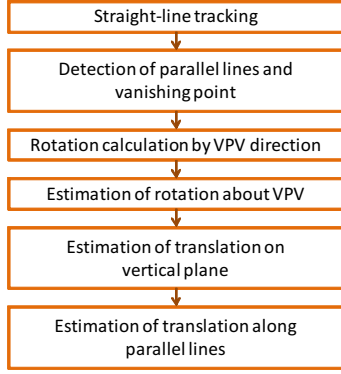 Straight-line tracking
Detection of parallel lines and
vanishing point
Rotation calculation by VPV direction
Estimation of rotation about VPV
Estimation of translation on
vertical plane
Estimation of translation along
parallel lines